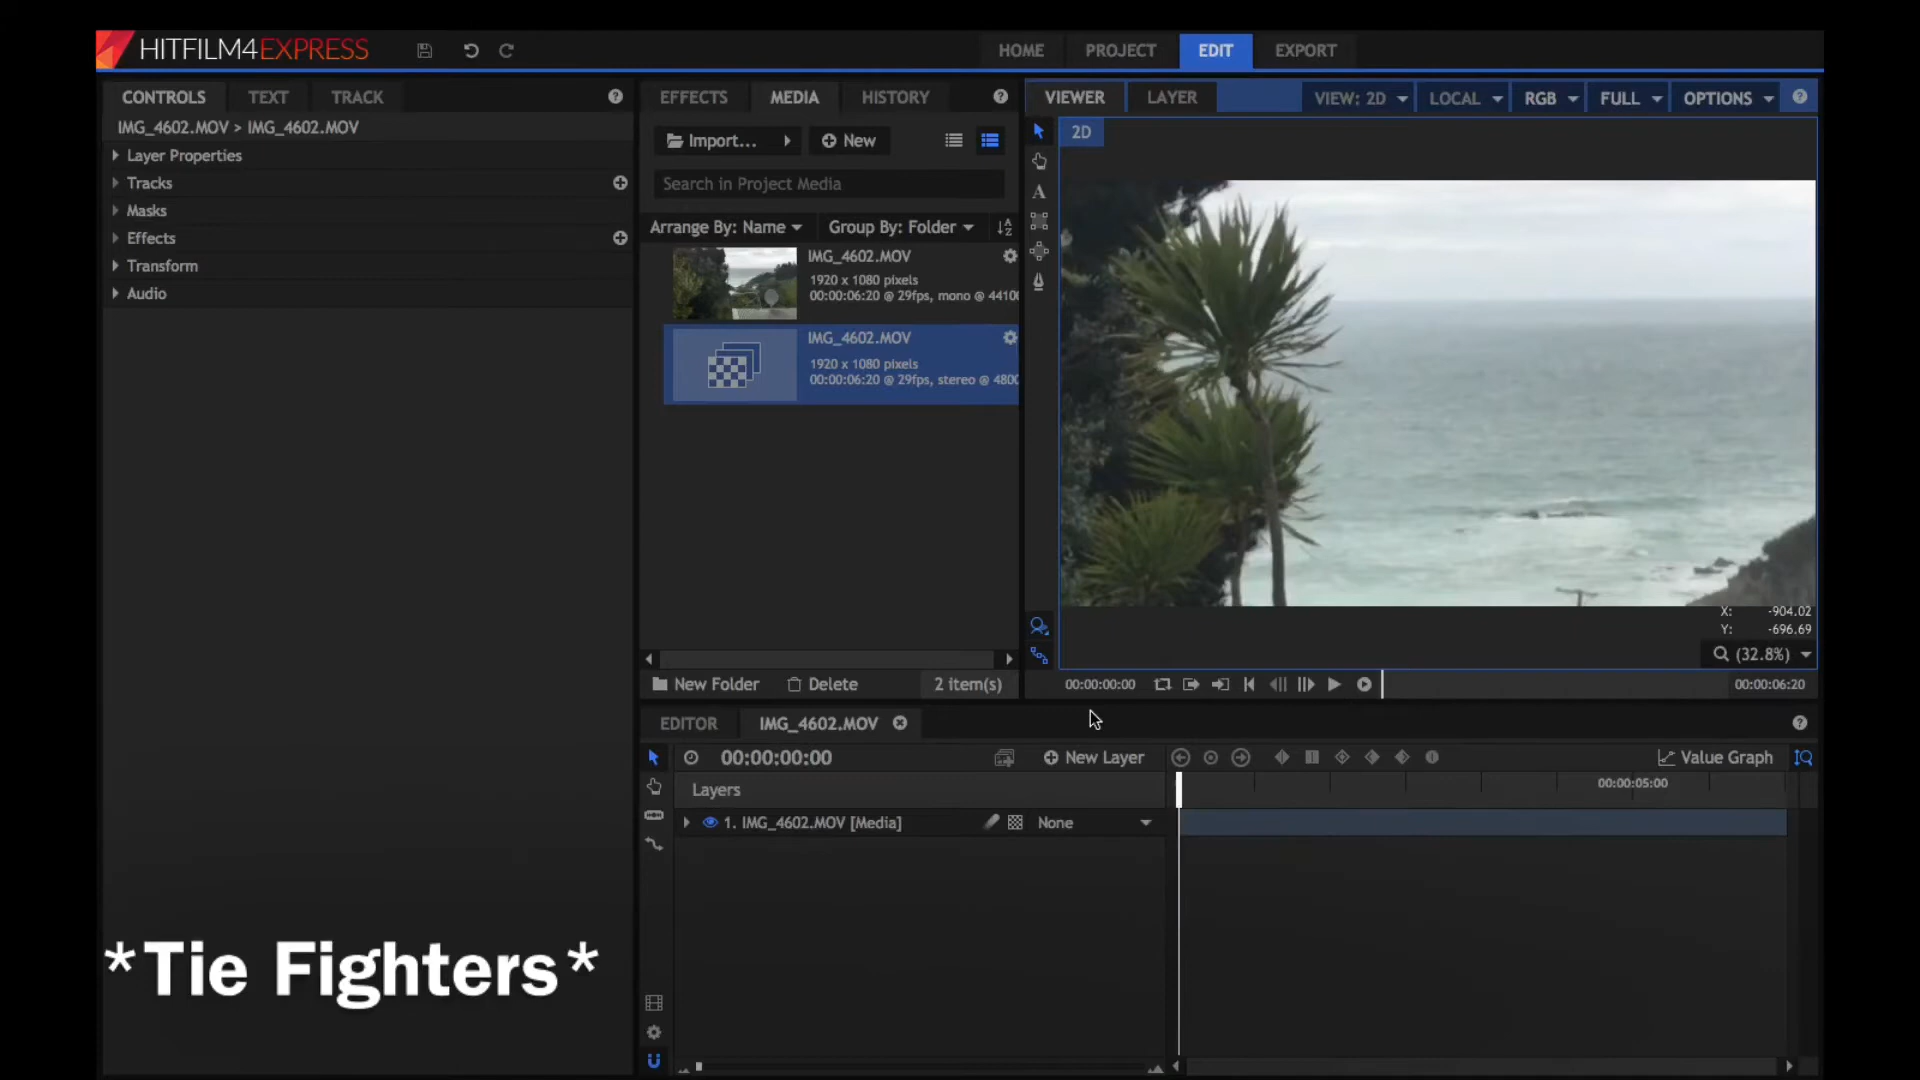 HITFILM4EXPRESS
HOME PROJECT EDIT EXPORT
CONTROLS TEXT TRACK
IMG_4602.MOV > IMG_4602.MOV
Layer Properties
Tracks
Masks
Effects
Transform
Audio
EFFECTS MEDIA HISTORY
Import... New
Search in Project Media
Arrange By: Name Group By: Folder
IMG_4602.MOV
1920 x 1080 pixels
00:00:06:20 @ 29fps, mono @ 4410
IMG_4602.MOV
1920 x 1080 pixels
00:00:06:20 @ 29fps, stereo @ 480
New Folder Delete 2 item(s)
VIEWER LAYER VIEW: 2D LOCAL RGB FULL OPTIONS
2D
X: -904.02
Y: -696.69
(32.8%)
00:00:00:00 00:00:06:20
EDITOR IMG_4602.MOV
00:00:00:00 New Layer Value Graph
Layers 00:00:05:00
1. IMG_4602.MOV [Media] None
*Tie Fighters*